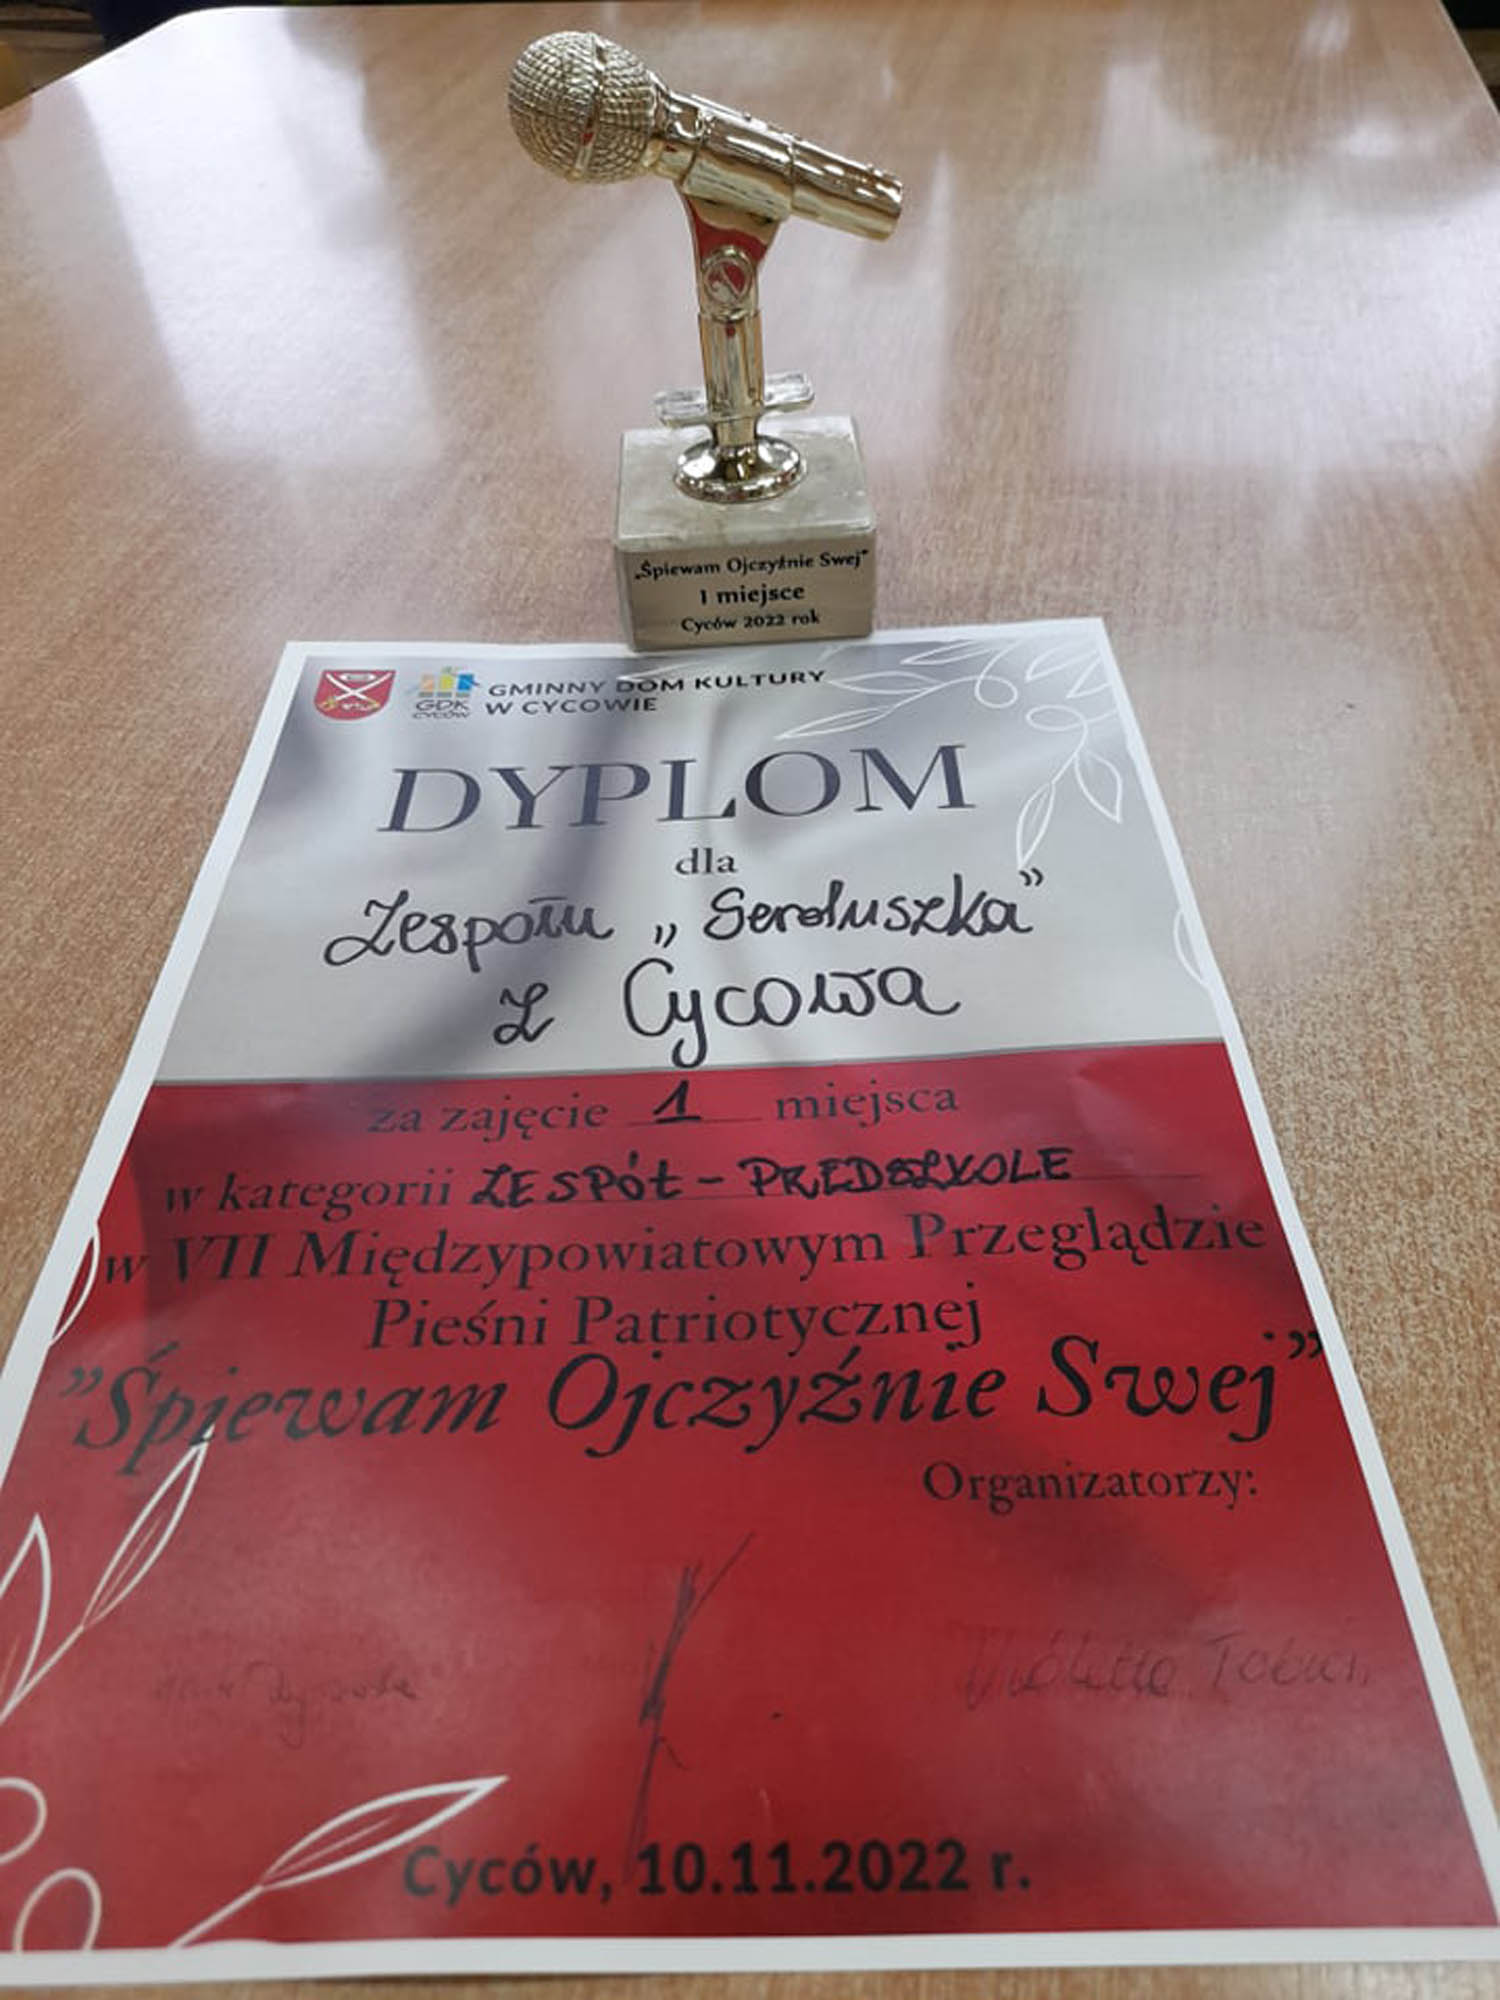 „Śpiewam Ojczyźnie Swej"
1 miejsce
Cyców 2022 rok
GDK
CYCÓW
GMINNY DOM KULTURY
W CYCOWIE
DYPLOM
dla
Zespołu „Serduszka”
z Cycowa
za zajęcie 1 miejsca
w kategorii ZESPÓŁ - PRZEDSZKOLE
w VII Międzypowiatowym Przeglądzie
Pieśni Patriotycznej
”Śpiewam Ojczyźnie Swej”
Organizatorzy:
Cyców, 10.11.2022 r.